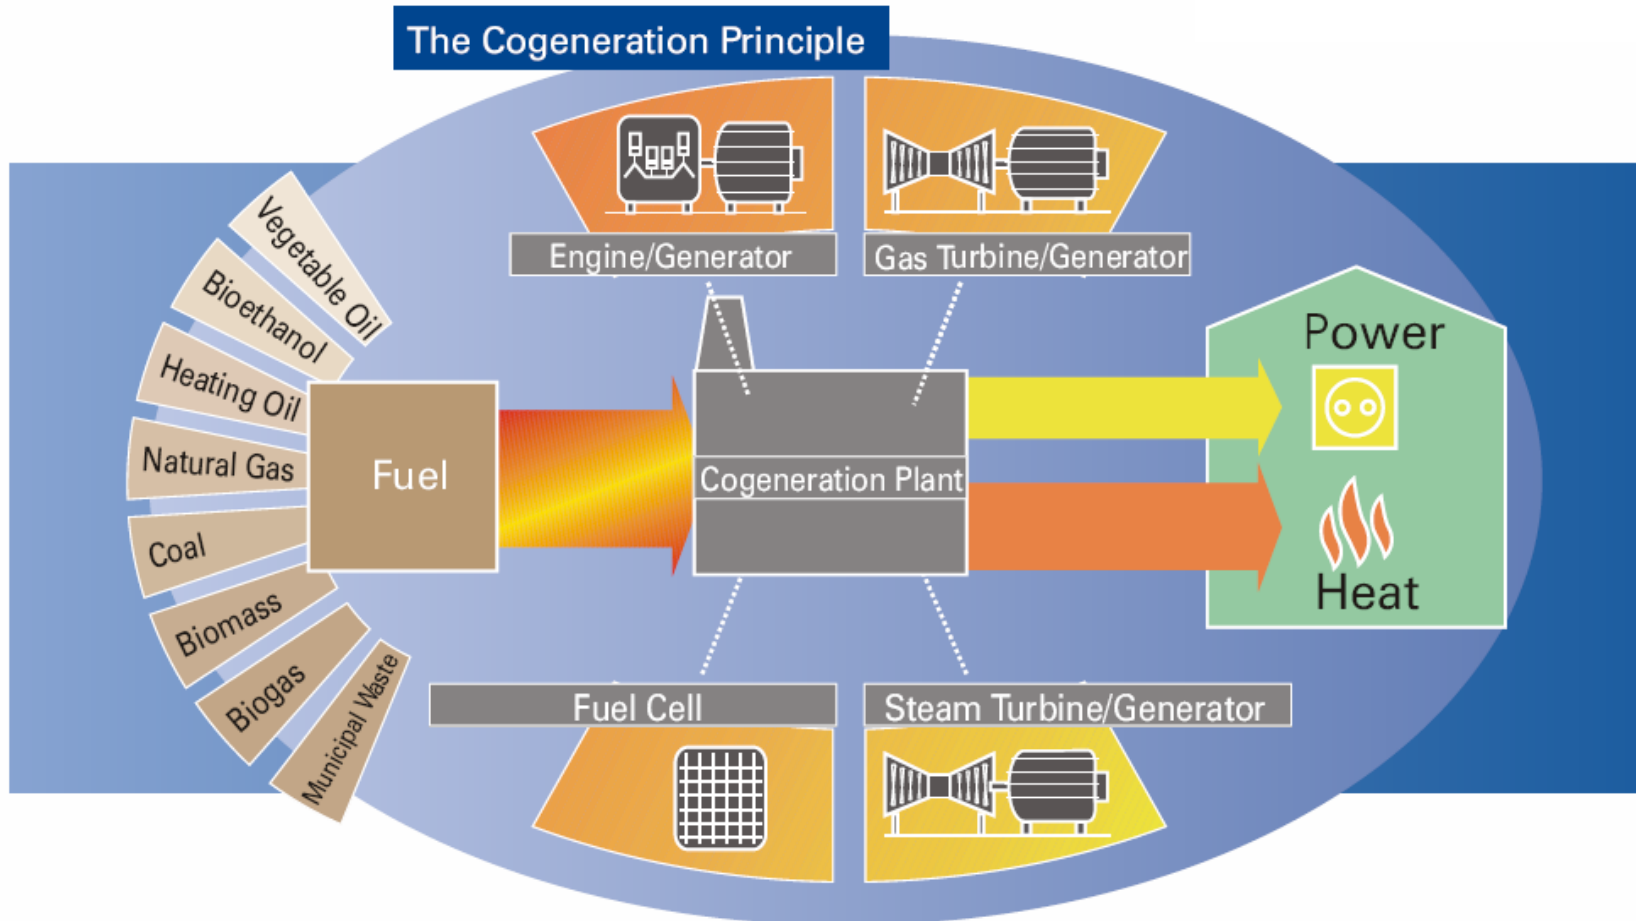 The Cogeneration Principle
Engine/Generator
Gas Turbine/Generator
Vegetable Oil
Bioethanol
Heating Oil
Natural Gas
Coal
Biomass
Biogas
Municipal Waste
Fuel
Cogeneration Plant
Power
Heat
Fuel Cell
Steam Turbine/Generator